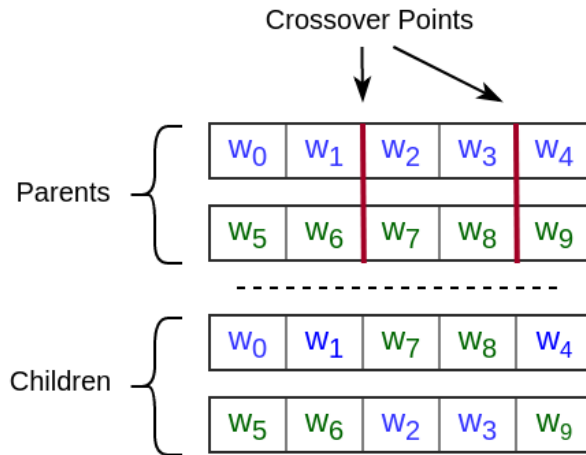 Crossover Points
w₀ w₁ w₂ w₃ w₄
Parents
w₅ w₆ w₇ w₈ w₉
w₀ w₁ w₇ w₈ w₄
Children
w₅ w₆ w₂ w₃ w₉